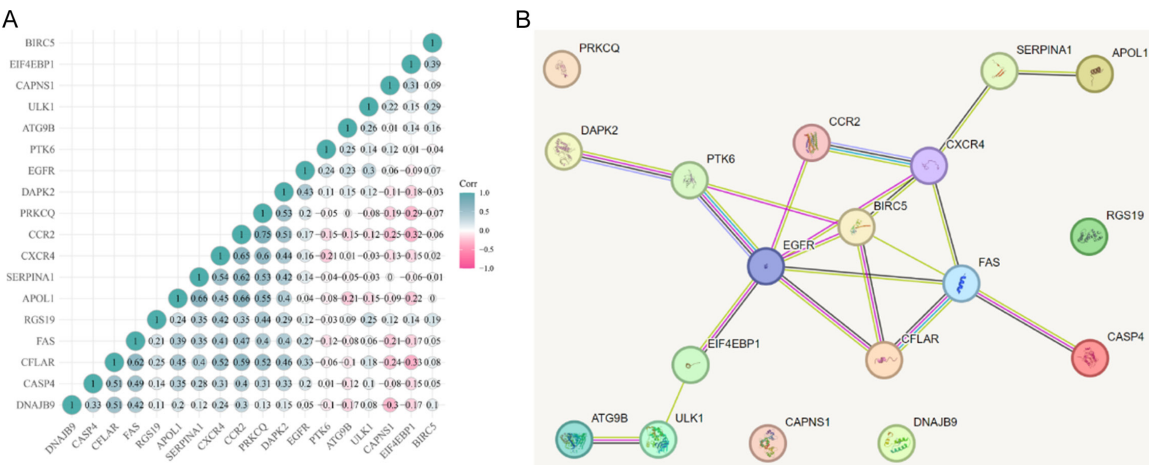 A
B
BIRC5 1
EIF4EBP1 1 0.39
CAPNS1 1 0.31 0.09
ULK1 1 0.22 0.15 0.29
ATG9B 1 0.26 0.01 0.14 0.16
PTK6 1 0.25 0.14 0.12 0.01 -0.04
EGFR 1 0.24 0.23 0.3 0.06 -0.09 0.07
DAPK2 1 0.43 0.11 0.15 0.12 -0.11 -0.18 -0.03
PRKCQ 1 0.53 0.2 -0.05 0 -0.08 -0.19 -0.29 -0.07
CCR2 1 0.75 0.51 0.17 -0.15 -0.15 -0.12 -0.25 -0.32 -0.06
CXCR4 1 0.65 0.6 0.44 0.16 -0.21 0.01 -0.03 -0.13 -0.15 0.02
SERPINA1 1 0.54 0.62 0.53 0.42 0.14 -0.04 -0.05 -0.03 0 -0.06 -0.01
APOL1 1 0.66 0.45 0.66 0.55 0.4 0.04 -0.08 -0.21 -0.15 -0.09 -0.22 0
RGS19 1 0.24 0.35 0.42 0.35 0.44 0.29 0.12 -0.03 0.09 0.25 0.12 0.14 0.19
FAS 1 0.21 0.39 0.35 0.41 0.47 0.4 0.4 0.27 -0.12 -0.08 0.06 -0.21 -0.17 0.05
CFLAR 1 0.62 0.25 0.45 0.4 0.52 0.59 0.52 0.46 0.33 -0.06 -0.1 0.18 -0.24 -0.33 0.08
CASP4 1 0.51 0.49 0.14 0.35 0.28 0.31 0.4 0.31 0.33 0.2 0.01 -0.12 0.1 -0.08 -0.15 0.05
DNAJB9 1 0.33 0.51 0.42 0.11 0.2 0.12 0.24 0.3 0.13 0.15 0.05 -0.1 -0.17 0.08 -0.3 -0.17 0.1
DNAJB9 CASP4 CFLAR FAS RGS19 APOL1 SERPINA1 CXCR4 CCR2 PRKCQ DAPK2 EGFR PTK6 ATG9B ULK1 CAPNS1 EIF4EBP1 BIRC5
Corr
1.0
0.5
0.0
-0.5
-1.0
PRKCQ
SERPINA1
APOL1
DAPK2
CCR2
CXCR4
PTK6
BIRC5
RGS19
EGFR
FAS
EIF4EBP1
CFLAR
CASP4
ATG9B
ULK1
CAPNS1
DNAJB9